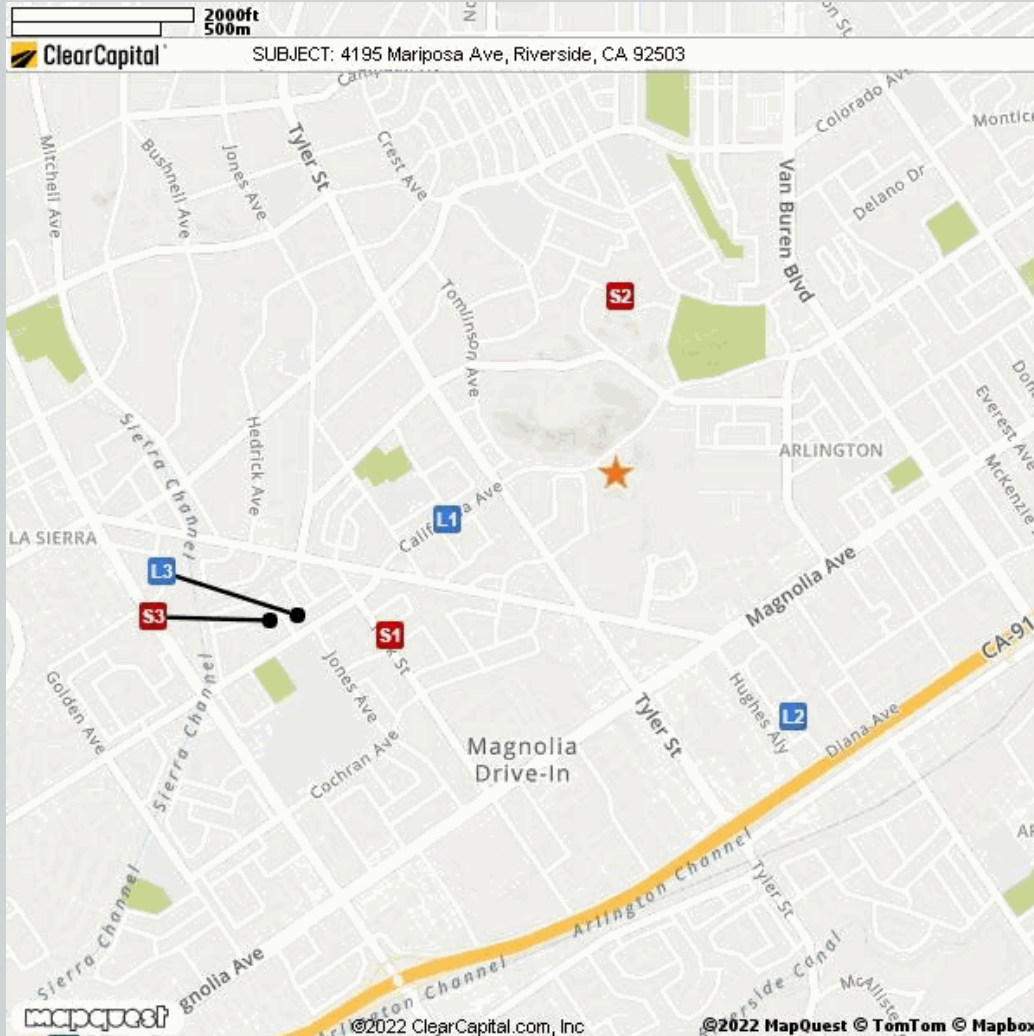 2000ft
500m
ClearCapital
SUBJECT: 4195 Mariposa Ave, Riverside, CA 92503
Colorado Ave
Mitchell Ave
Bushnell Ave
Jones Ave
Tyler St
Crest Ave
Van Buren Blvd
Delano Dr
Tomlinson Ave
S2
Hedrick Ave
Sierra Channel
ARLINGTON
Everest Ave
LA SIERRA
L1
California Ave
L3
S3
S1
Magnolia Ave
CA-91
Golden Ave
Sierra Channel
Jones Ave
Tyler St
Hughes Aly
L2
Diana Ave
Magnolia
Drive-In
Cochran Ave
Arlington Channel
Tyler St
Sierra Channel
mapquest
©2022 ClearCapital.com, Inc
©2022 MapQuest © TomTom © Mapbox